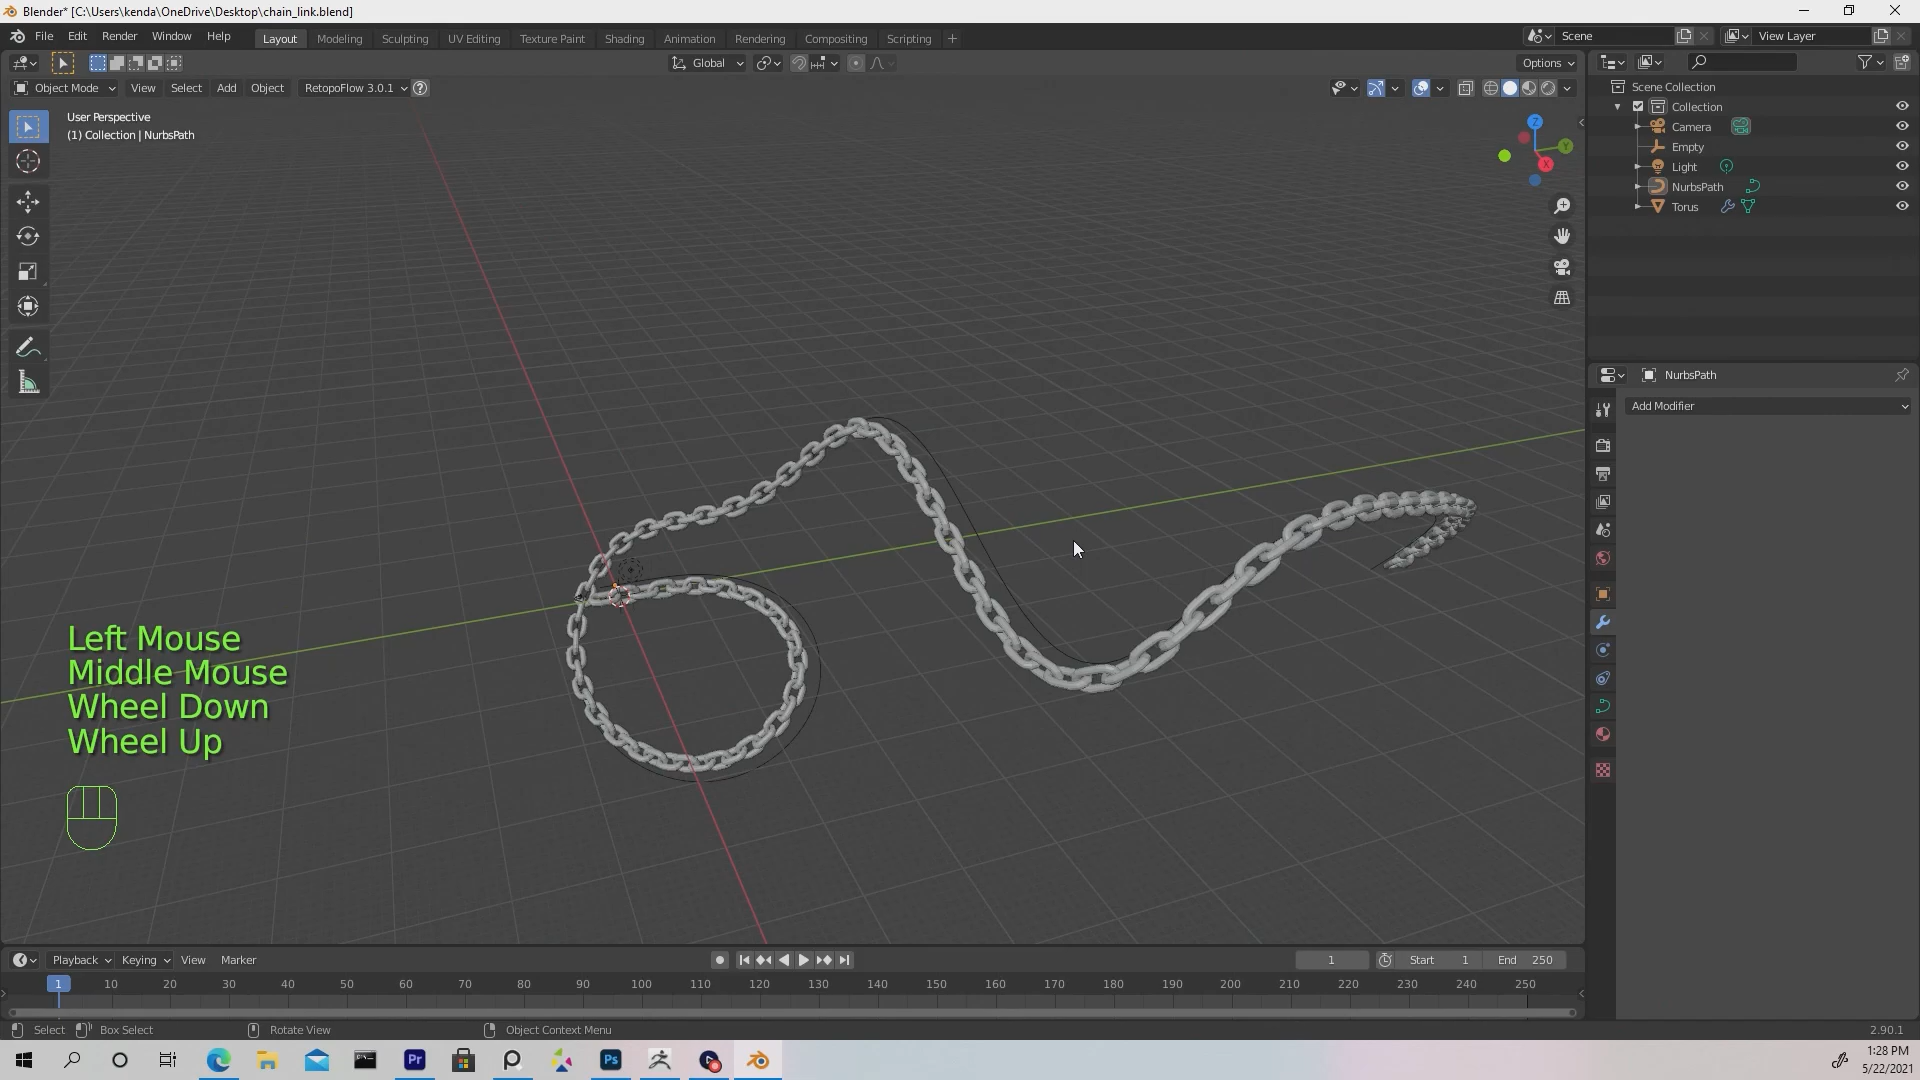 Blender* [C:\Users\kenda\OneDrive\Desktop\chain_link.blend]
File Edit Render Window Help Layout Modeling Sculpting UV Editing Texture Paint Shading Animation Rendering Compositing Scripting + Scene View Layer
Global Options
Object Mode View Select Add Object RetopoFlow 3.0.1 ?
User Perspective
(1) Collection | NurbsPath
Z
Y
X
Scene Collection
Collection
Camera
Empty
Light
NurbsPath
Torus
NurbsPath
Add Modifier
Left Mouse
Middle Mouse
Wheel Down
Wheel Up
Playback Keying View Marker 1 Start 1 End 250
1 10 20 30 40 50 60 70 80 90 100 110 120 130 140 150 160 170 180 190 200 210 220 230 240 250
Select Box Select Rotate View Object Context Menu 2.90.1
Pr Ps
1:28 PM
5/22/2021